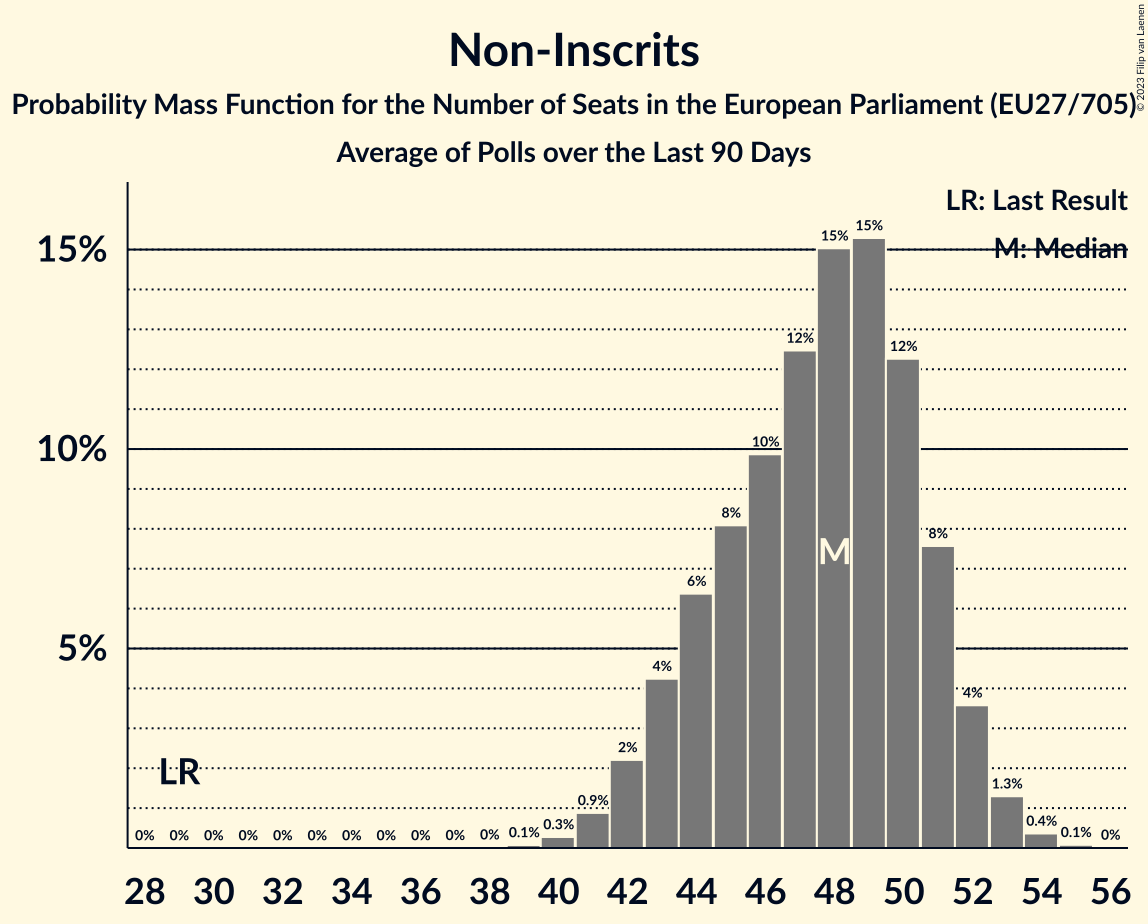 Non-Inscrits
Probability Mass Function for the Number of Seats in the European Parliament (EU27/705)
Average of Polls over the Last 90 Days
© 2023 Filip van Laenen
LR: Last Result
M: Median
15%
10%
5%
0% 0% 0% 0% 0% 0% 0% 0% 0% 0% 0% 0.1% 0.3% 0.9% 2% 4% 6% 8% 10% 12% 15% 15% 12% 8% 4% 1.3% 0.4% 0.1% 0%
M
LR
28 30 32 34 36 38 40 42 44 46 48 50 52 54 56